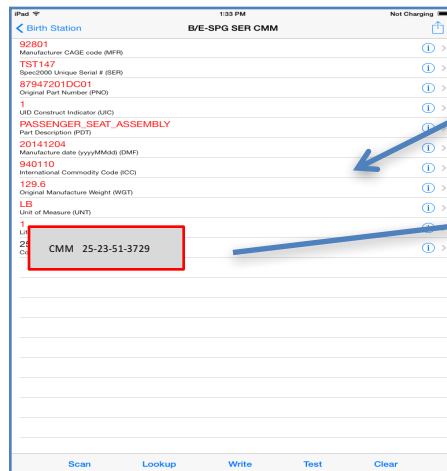 iPad 1:33 PM Not Charging
Birth Station B/E-SPG SER CMM
92801
Manufacturer CAGE code (MFR)
TST147
Spec2000 Unique Serial # (SER)
87947201DC01
Original Part Number (PNO)
1
UID Construct Indicator (UIC)
PASSENGER_SEAT_ASSEMBLY
Part Description (PDT)
20141204
Manufacture date (yyyyMMdd) (DMF)
940110
International Commodity Code (ICC)
129.6
Original Manufacture Weight (WGT)
LB
Unit of Measure (UNT)
1
CMM 25-23-51-3729
Scan Lookup Write Test Clear